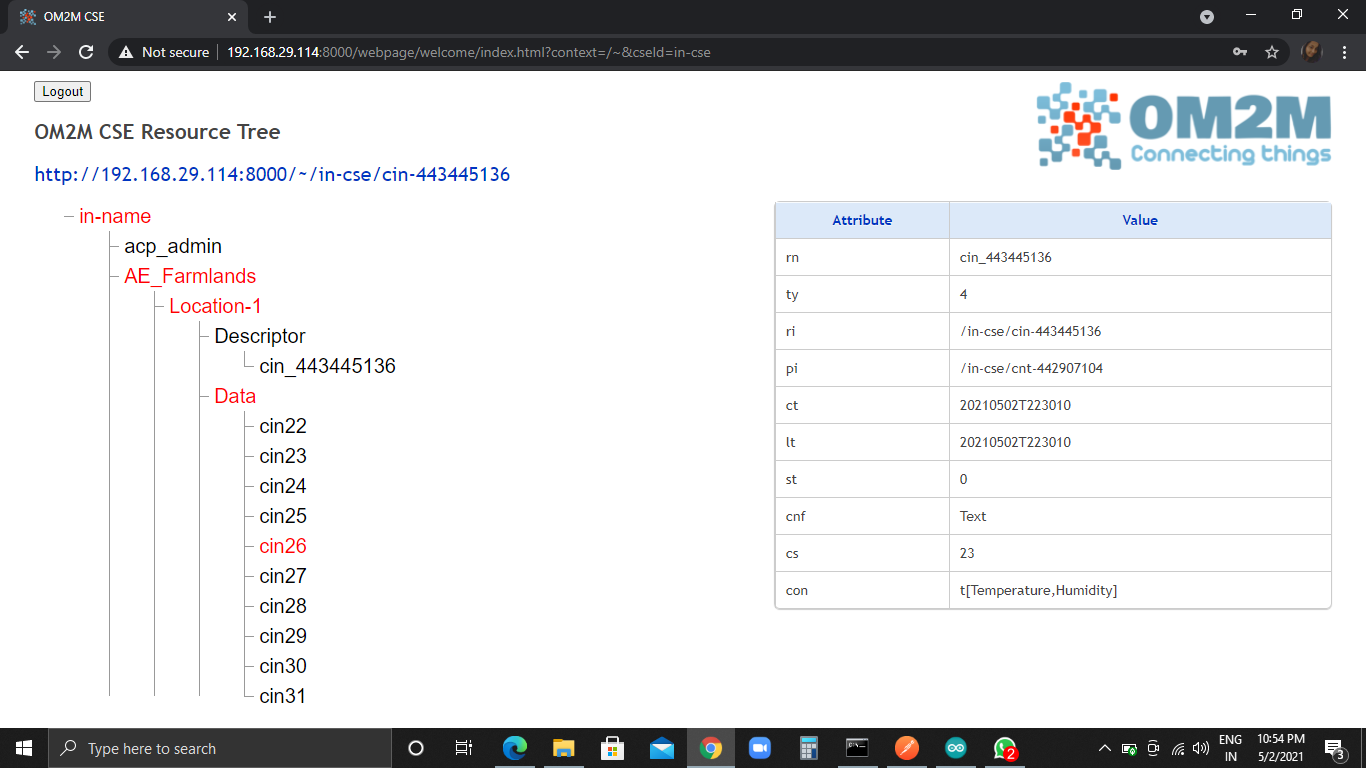 OM2M CSE
Not secure
192.168.29.114:8000/webpage/welcome/index.html?context=/~&cseId=in-cse
Logout
OM2M CSE Resource Tree
http://192.168.29.114:8000/~/in-cse/cin-443445136
OM2M
Connecting things
in-name
acp_admin
AE_Farmlands
Location-1
Descriptor
cin_443445136
Data
cin22
cin23
cin24
cin25
cin26
cin27
cin28
cin29
cin30
cin31
Attribute Value
rn cin_443445136
ty 4
ri /in-cse/cin-443445136
pi /in-cse/cnt-442907104
ct 20210502T223010
lt 20210502T223010
st 0
cnf Text
cs 23
con t[Temperature,Humidity]
Type here to search
2
ENG
IN
10:54 PM
5/2/2021
3